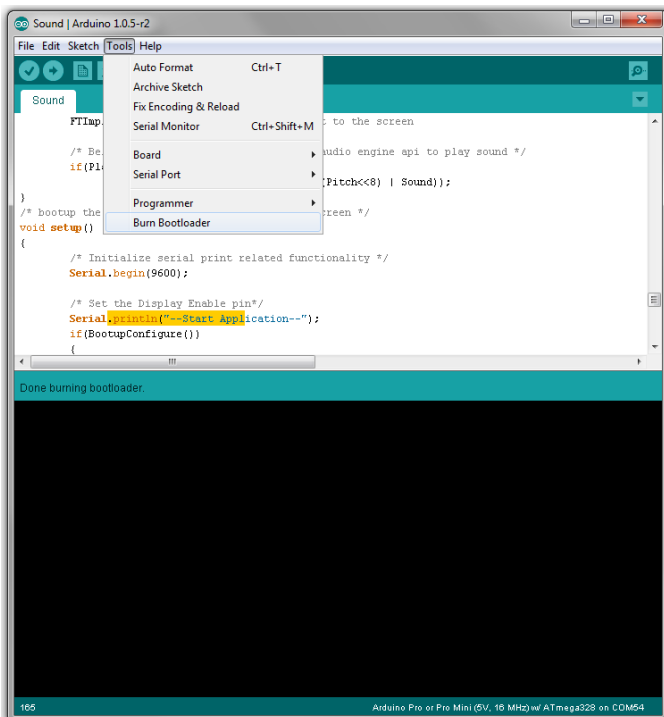 Sound | Arduino 1.0.5-r2
File Edit Sketch Tools Help
Auto Format Ctrl+T
Archive Sketch
Fix Encoding & Reload
Serial Monitor Ctrl+Shift+M
Board
Serial Port
Programmer
Burn Bootloader
Sound
FTImp t to the screen
/* Be udio engine api to play sound */
if(Pl
Pitch<<8) | Sound));
}
/* bootup the creen */
void setup()
{
/* Initialize serial print related functionality */
Serial.begin(9600);
/* Set the Display Enable pin*/
Serial.println("--Start Application--");
if(BootupConfigure())
{
Done burning bootloader.
165 Arduino Pro or Pro Mini (5V, 16 MHz) w/ ATmega328 on COM54